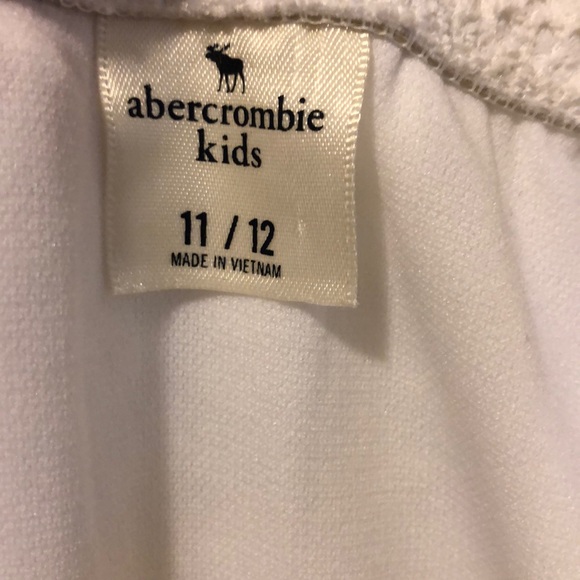 abercrombie
kids
11 / 12
MADE IN VIETNAM